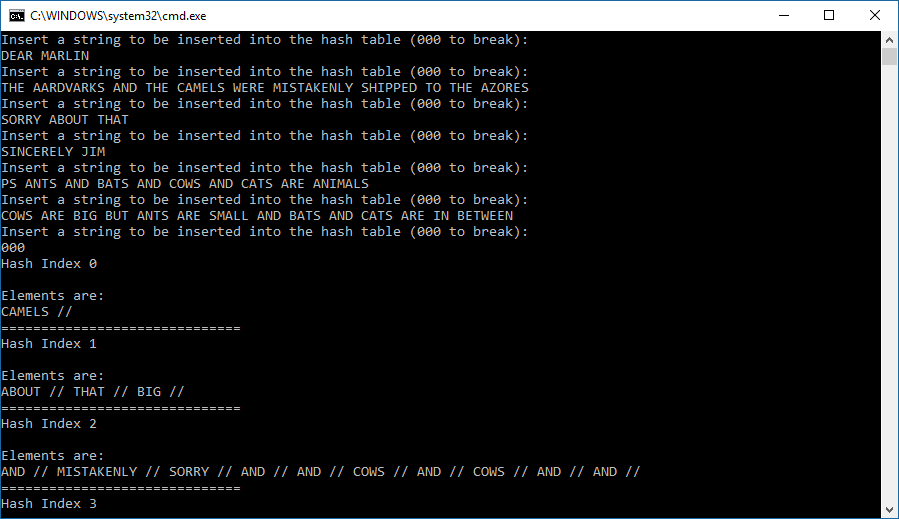 C:\WINDOWS\system32\cmd.exe
Insert a string to be inserted into the hash table (000 to break):
DEAR MARLIN
Insert a string to be inserted into the hash table (000 to break):
THE AARDVARKS AND THE CAMELS WERE MISTAKENLY SHIPPED TO THE AZORES
Insert a string to be inserted into the hash table (000 to break):
SORRY ABOUT THAT
Insert a string to be inserted into the hash table (000 to break):
SINCERELY JIM
Insert a string to be inserted into the hash table (000 to break):
PS ANTS AND BATS AND COWS AND CATS ARE ANIMALS
Insert a string to be inserted into the hash table (000 to break):
COWS ARE BIG BUT ANTS ARE SMALL AND BATS AND CATS ARE IN BETWEEN
Insert a string to be inserted into the hash table (000 to break):
000
Hash Index 0
Elements are:
CAMELS //
==============================
Hash Index 1
Elements are:
ABOUT // THAT // BIG //
==============================
Hash Index 2
Elements are:
AND // MISTAKENLY // SORRY // AND // AND // COWS // AND // COWS // AND // AND //
==============================
Hash Index 3